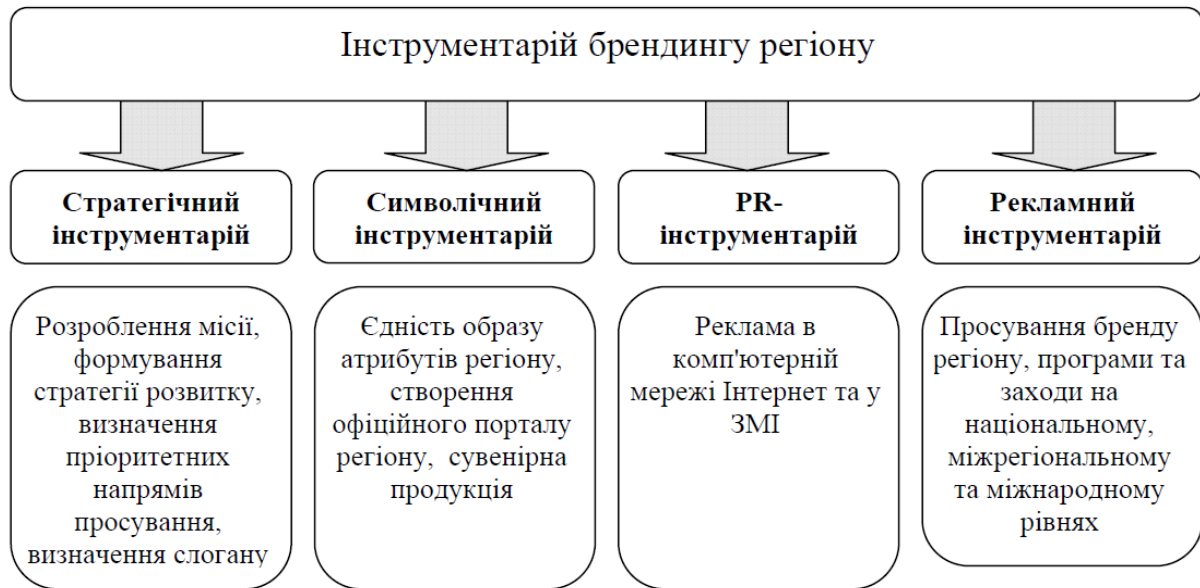 Інструментарій брендингу регіону
Стратегічний
інструментарій
Символічний
інструментарій
PR-
інструментарій
Рекламний
інструментарій
Розроблення місії,
формування
стратегії розвитку,
визначення
пріоритетних
напрямів
просування,
визначення слогану
Єдність образу
атрибутів регіону,
створення
офіційного порталу
регіону, сувенірна
продукція
Реклама в
комп'ютерній
мережі Інтернет та у
ЗМІ
Просування бренду
регіону, програми та
заходи на
національному,
міжрегіональному
та міжнародному
рівнях